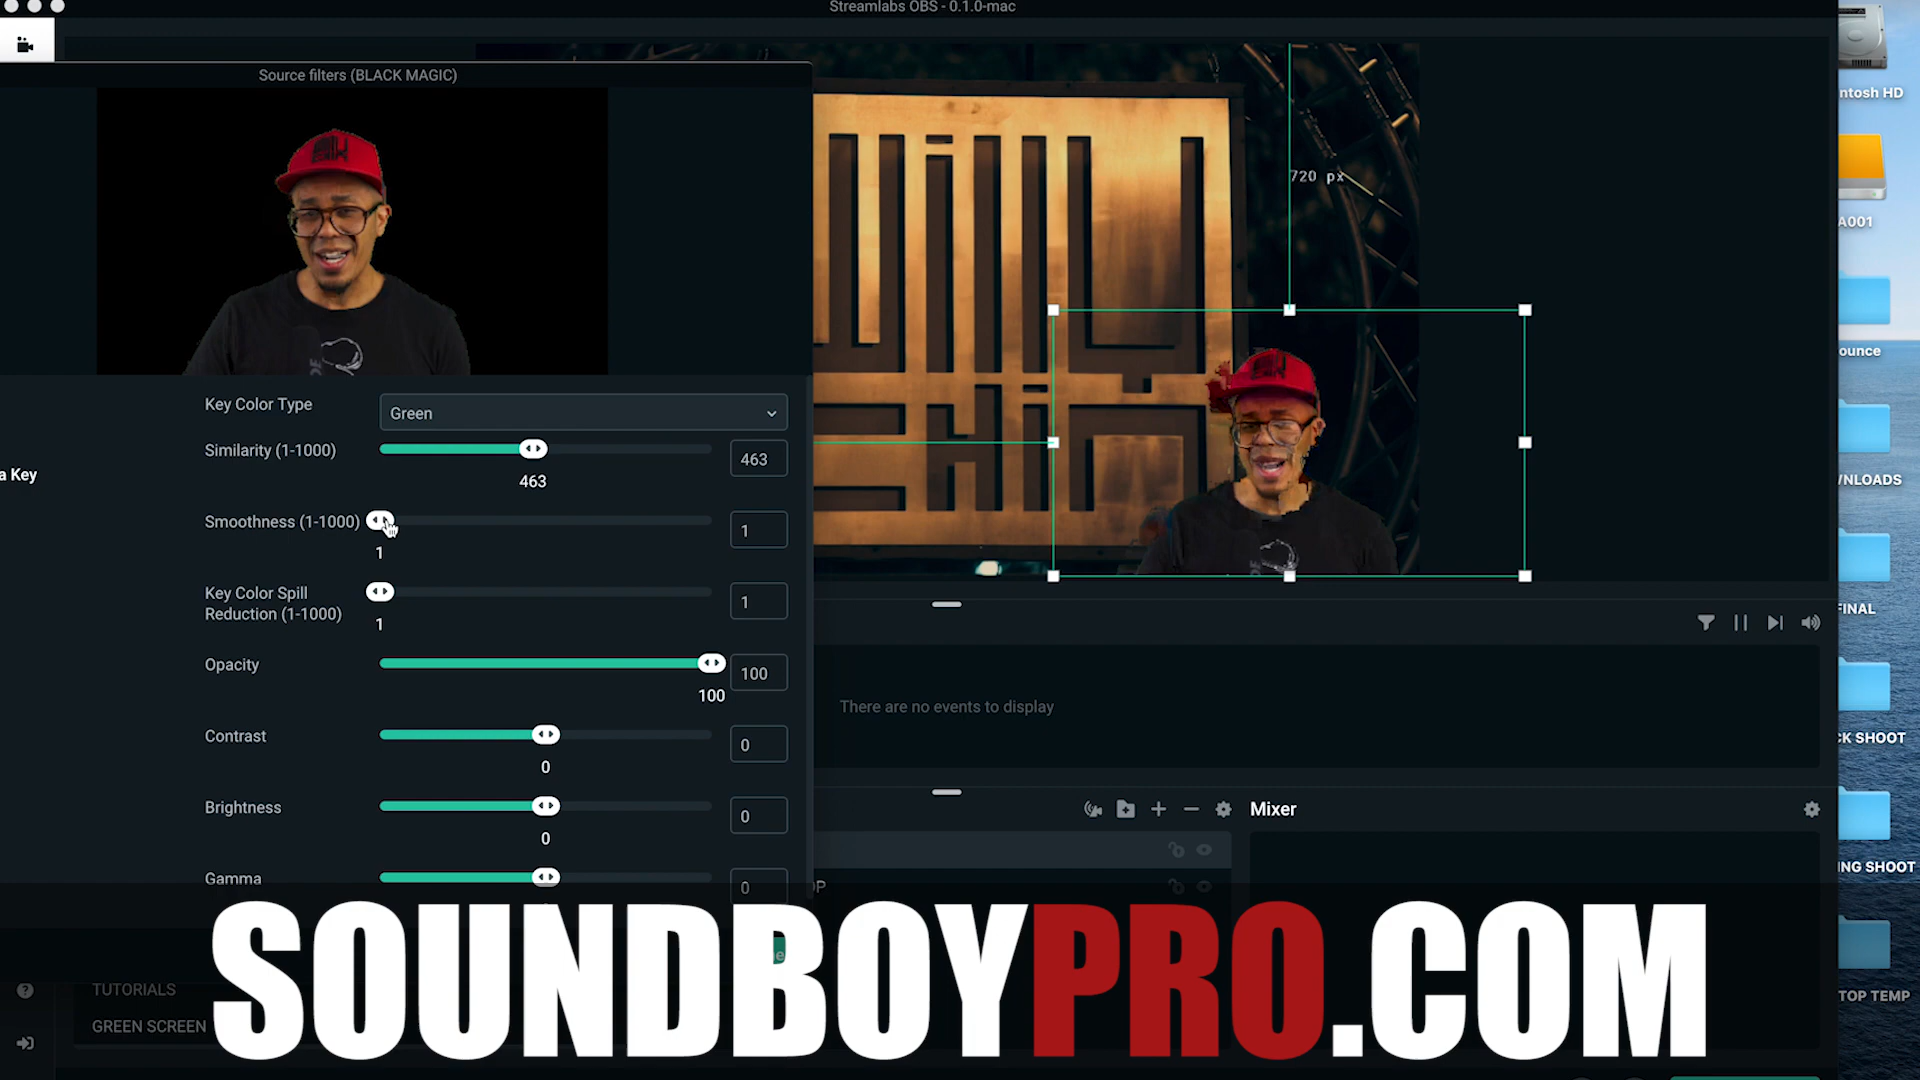 Streamlabs OBS - 0.1.0-mac
Source filters (BLACK MAGIC)
ntosh HD
720 px
A001
ounce
Key Color Type
Green
Similarity (1-1000)
463
463
a Key
WNLOADS
Smoothness (1-1000)
1
1
Key Color Spill
Reduction (1-1000)
1
1
FINAL
Opacity
100
100
There are no events to display
Contrast
0
0
CK SHOOT
Brightness
0
0
Mixer
Gamma
0
OP
ING SHOOT
SOUNDBOYPRO.COM
TUTORIALS
GREEN SCREEN
TOP TEMP